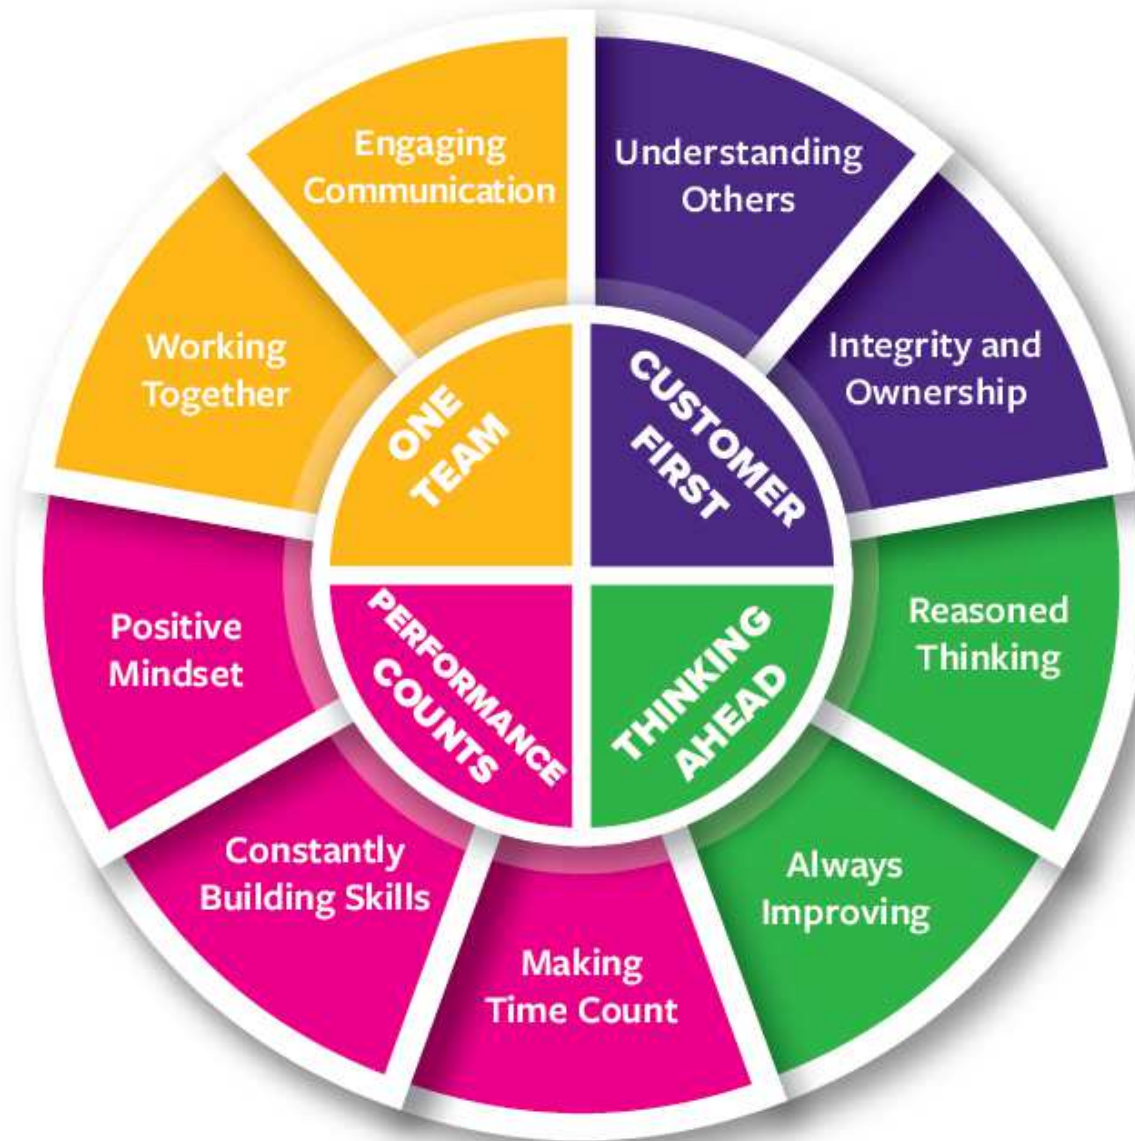 Engaging
Communication
Understanding
Others
Working
Together
Integrity and
Ownership
ONE
TEAM
CUSTOMER
FIRST
Positive
Mindset
PERFORMANCE
COUNTS
THINKING
AHEAD
Reasoned
Thinking
Constantly
Building Skills
Always
Improving
Making
Time Count